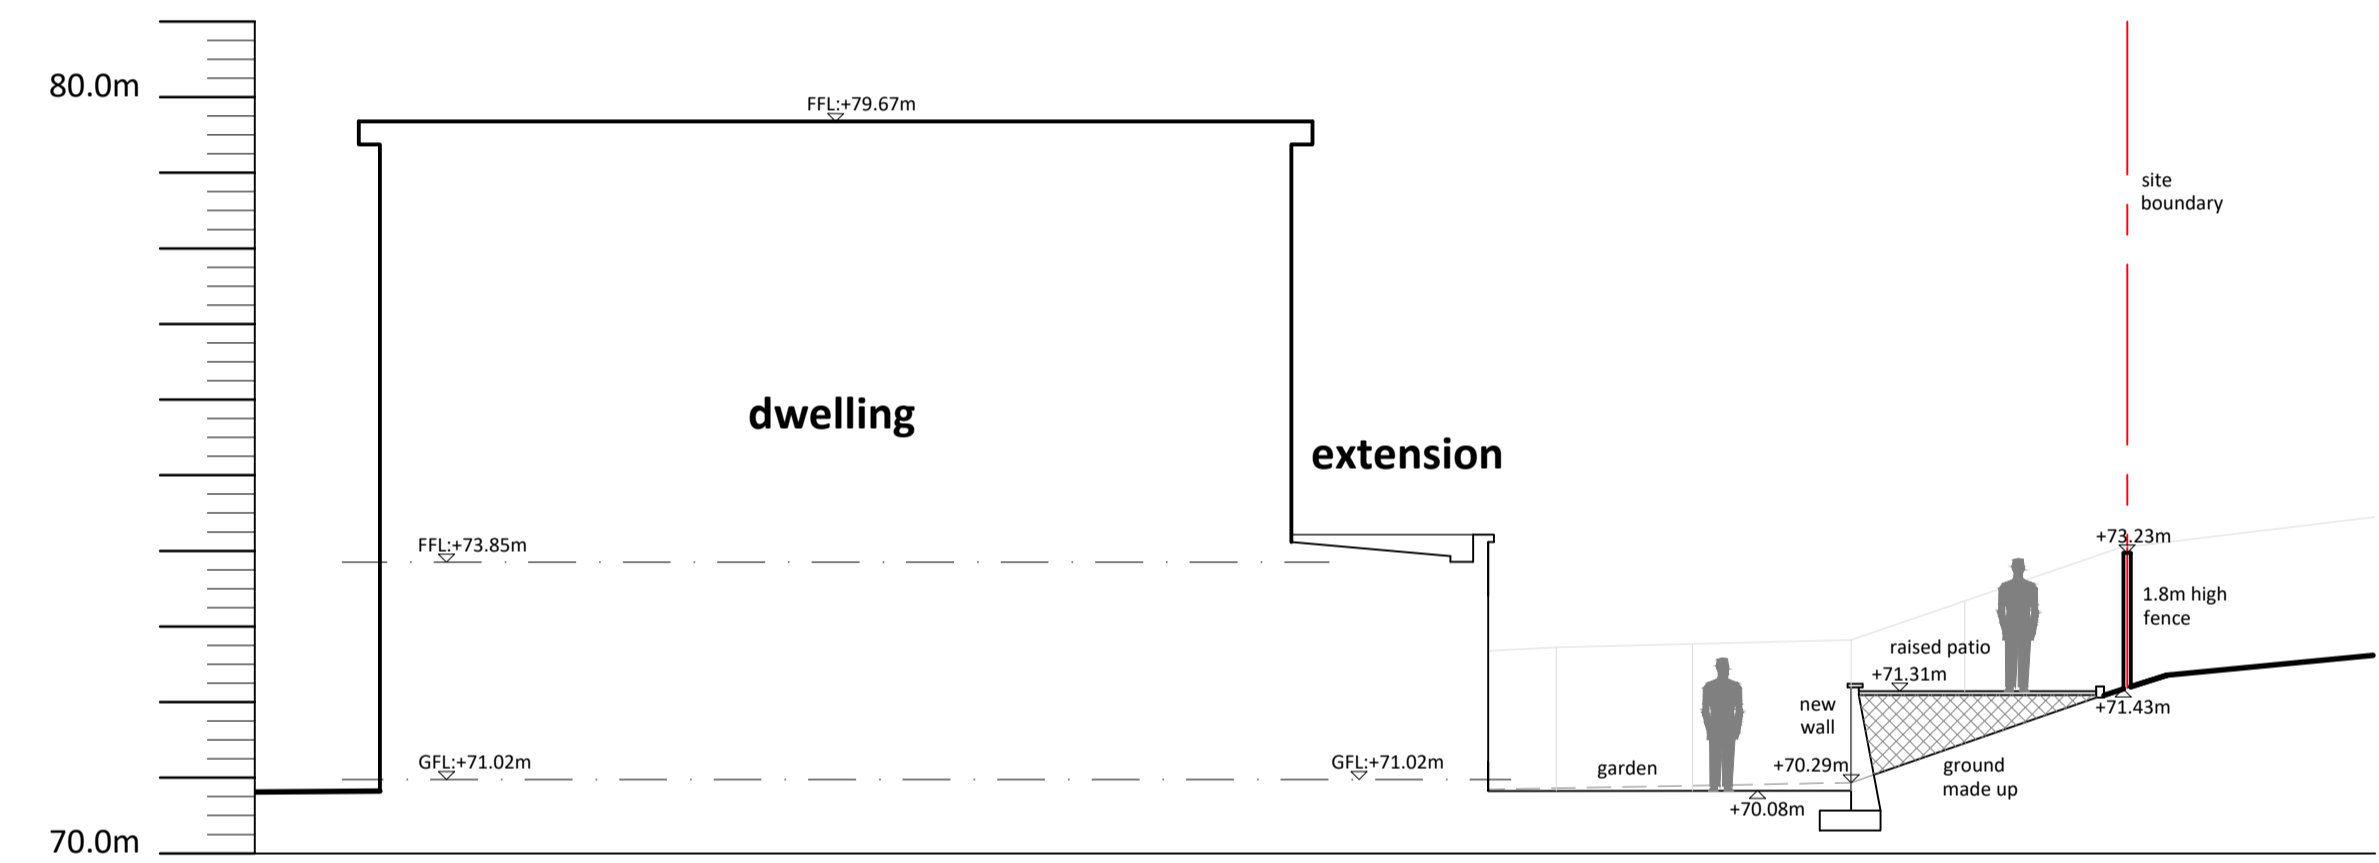 80.0m
FFL:+79.67m
site
boundary
dwelling
extension
FFL:+73.85m
+73.23m
1.8m high
fence
raised patio
+71.31m
new
wall
+71.43m
GFL:+71.02m
GFL:+71.02m
garden
+70.29m
ground
made up
+70.08m
70.0m